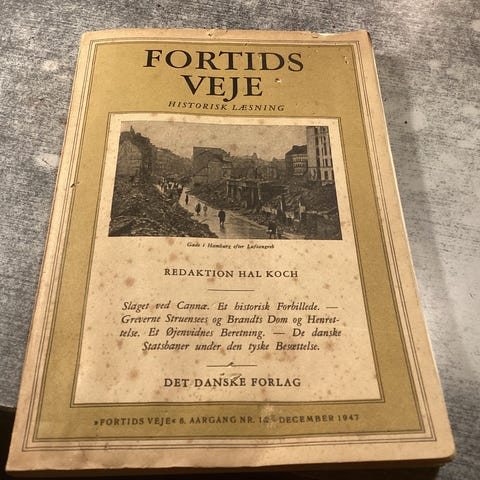 FORTIDS
VEJE
HISTORISK LÆSNING
Gade i Hamburg efter Luftangreb
REDAKTION HAL KOCH
Slaget ved Cannæ. Et historisk Forbillede. —
Greverne Struensees og Brandts Dom og Henret-
telse. Et Øjenvidnes Beretning. — De danske
Statsbaner under den tyske Besættelse.
DET DANSKE FORLAG
»FORTIDS VEJE« 6. AARGANG NR. DECEMBER 1947